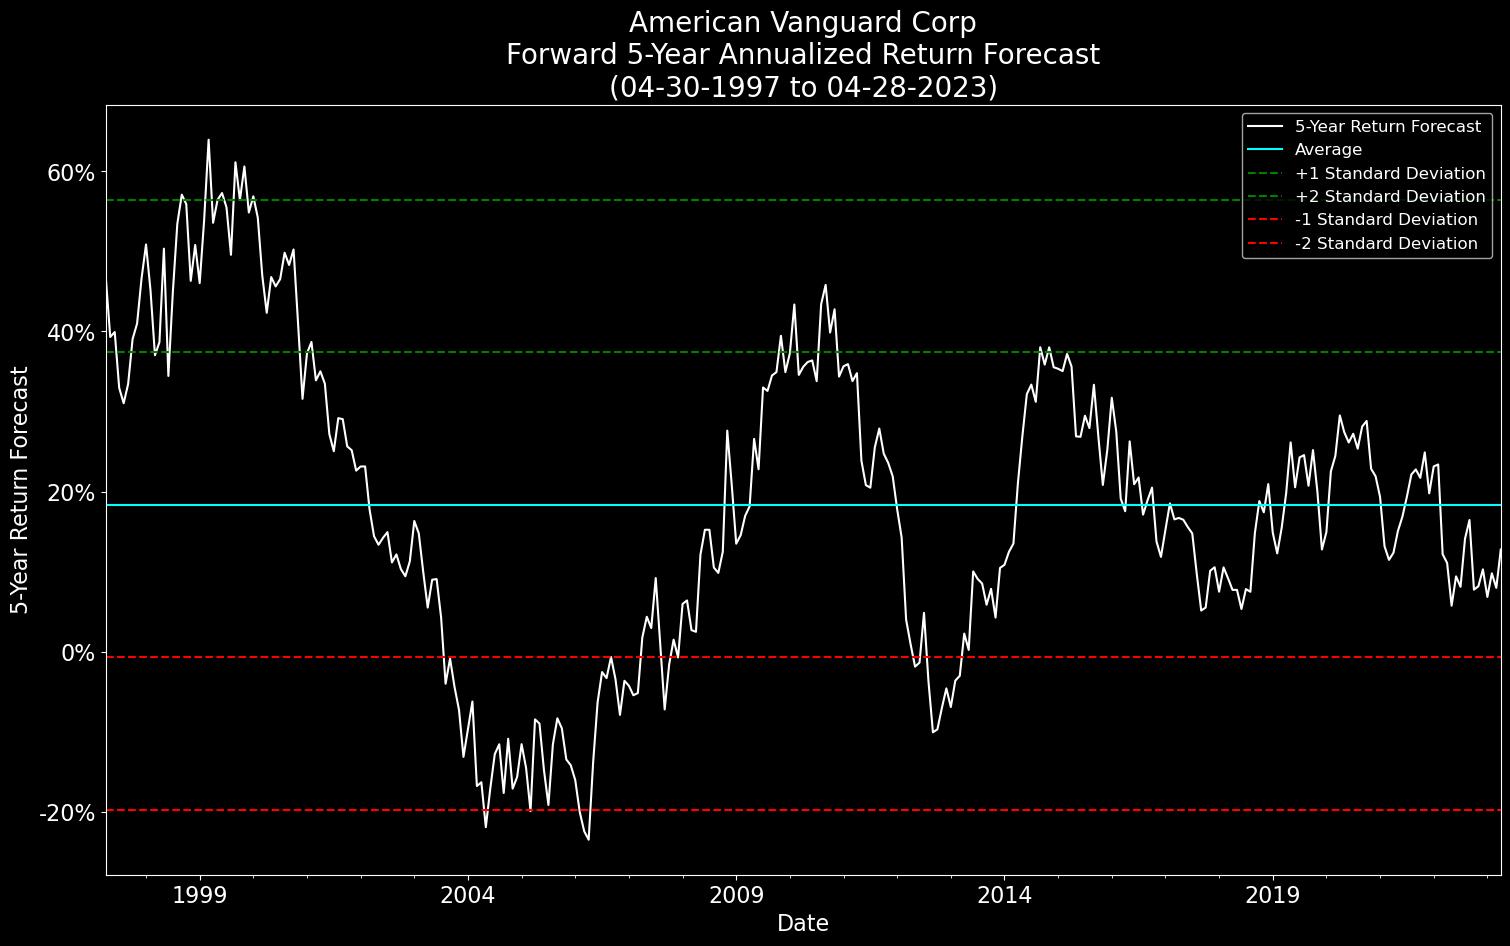 American Vanguard Corp
Forward 5-Year Annualized Return Forecast
(04-30-1997 to 04-28-2023)
5-Year Return Forecast
Average
+1 Standard Deviation
+2 Standard Deviation
-1 Standard Deviation
-2 Standard Deviation
5-Year Return Forecast
60%
40%
20%
0%
-20%
1999 2004 2009 2014 2019
Date